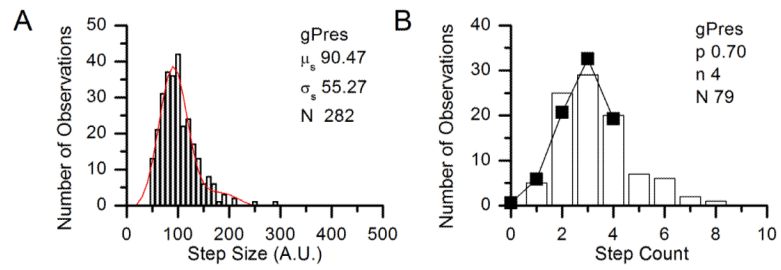 A
Number of Observations
50
40
30
20
10
0
gPres
μs 90.47
σs 55.27
N 282
0 100 200 300 400 500
Step Size (A.U.)
B
Number of Observations
40
30
20
10
0
gPres
p 0.70
n 4
N 79
0 2 4 6 8 10
Step Count